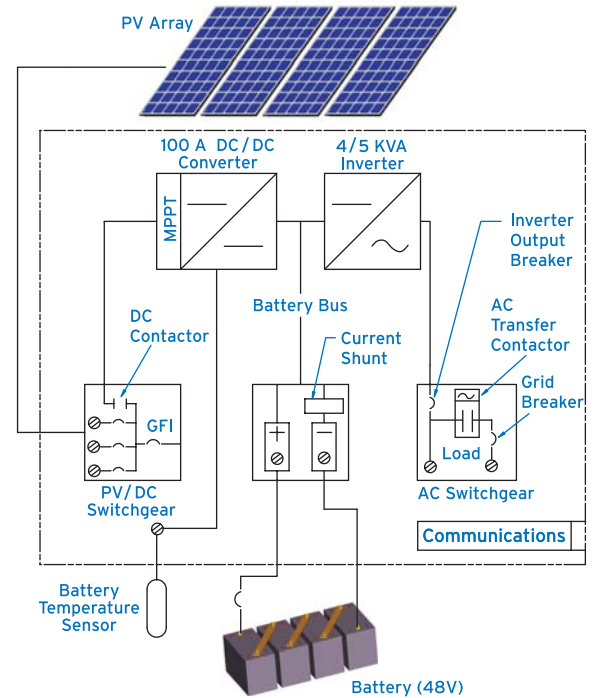 PV Array
100 A DC/DC
Converter
4/5 KVA
Inverter
MPPT
Inverter
Output
Breaker
Battery Bus
DC
Contactor
Current
Shunt
AC
Transfer
Contactor
Grid
Breaker
GFI
+
−
Load
PV/DC
Switchgear
AC Switchgear
Communications
Battery
Temperature
Sensor
Battery (48V)